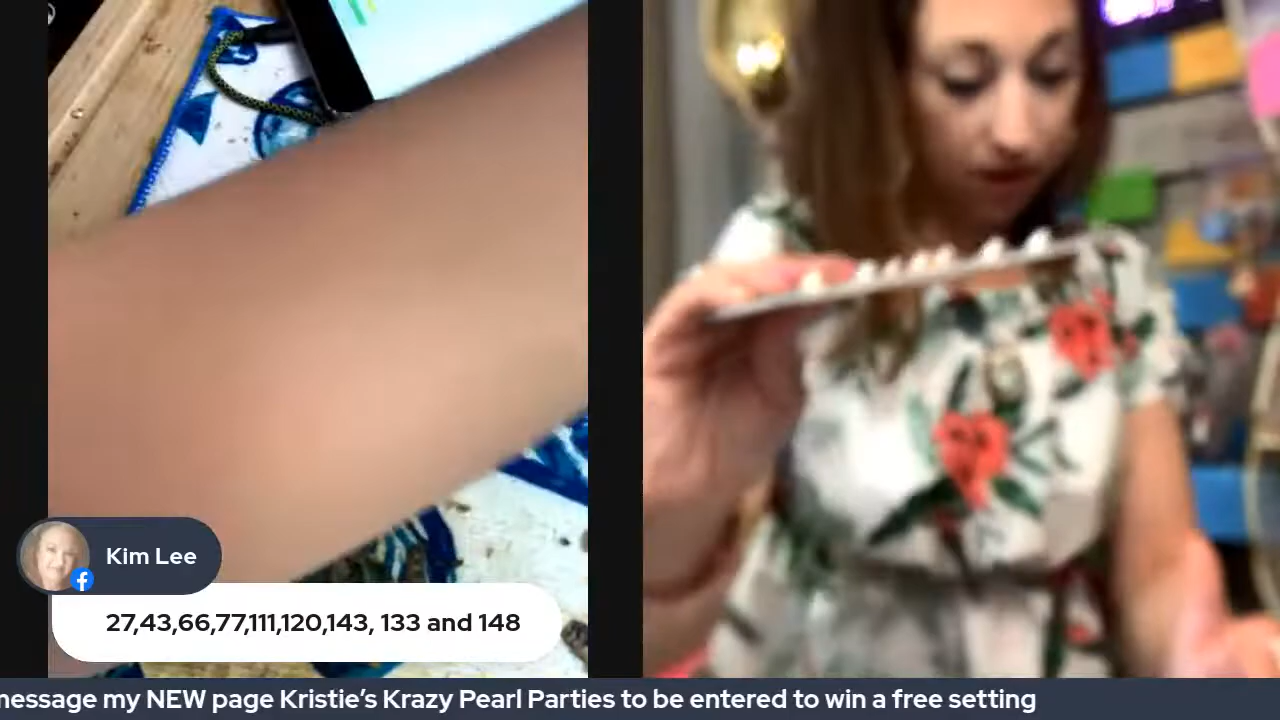 Kim Lee
27,43,66,77,111,120,143, 133 and 148
message my NEW page Kristie’s Krazy Pearl Parties to be entered to win a free setting